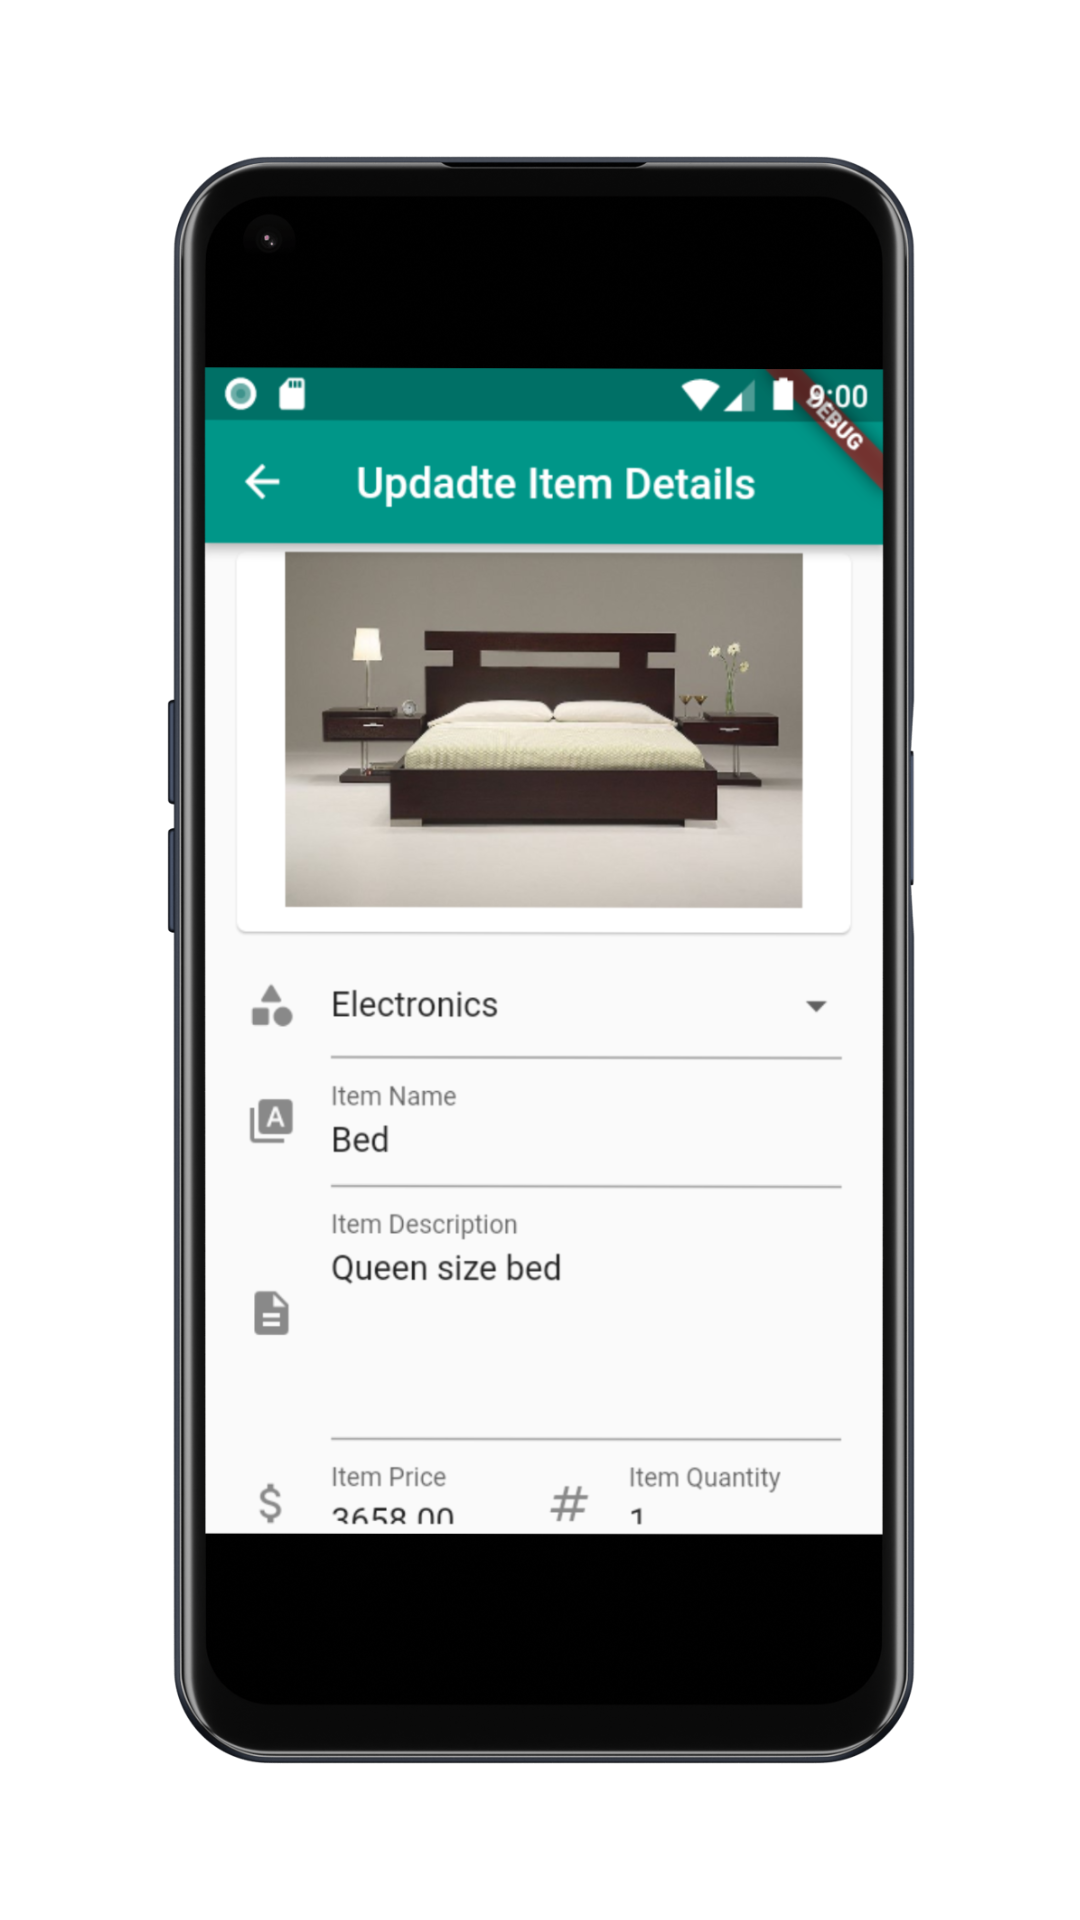 9:00
DEBUG
Updadte Item Details
Electronics
Item Name
A
Bed
Item Description
Queen size bed
Item Price
Item Quantity
$
3658.00
#
1